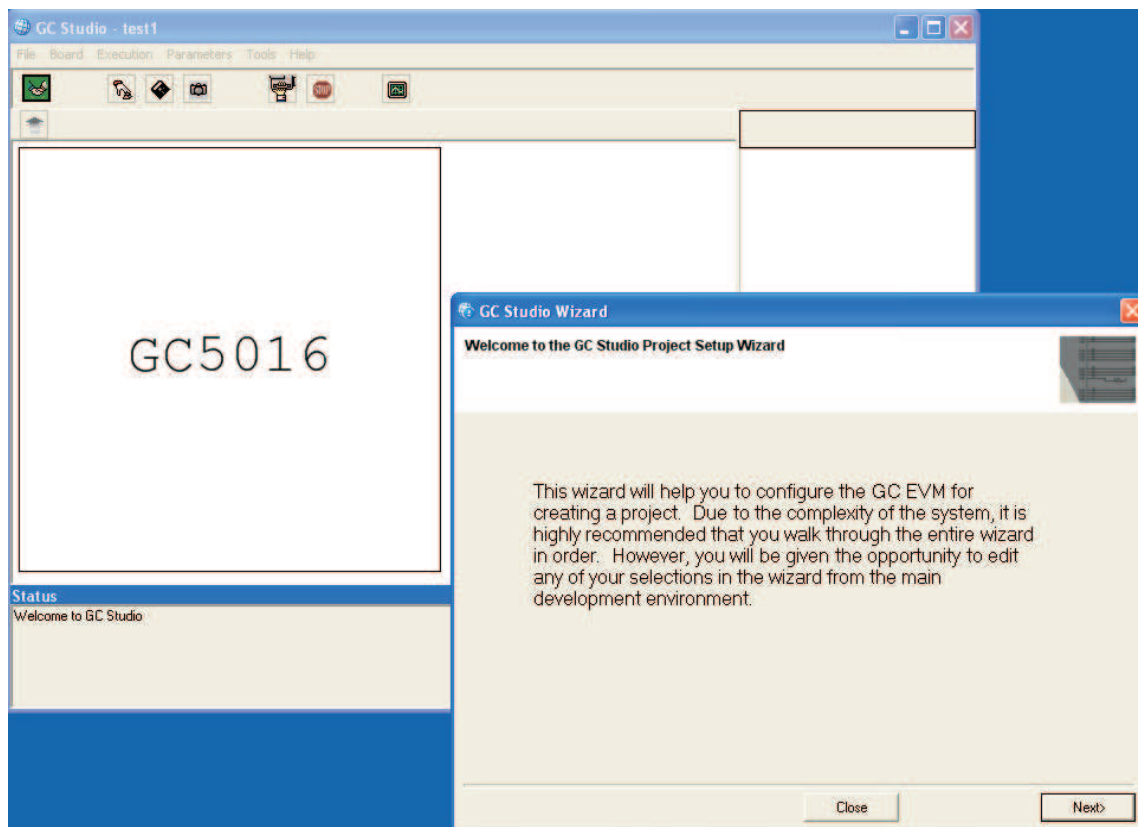 GC Studio - test1
File Board Execution Parameters Tools Help
STOP
GC5016
Status
Welcome to GC Studio
GC Studio Wizard
Welcome to the GC Studio Project Setup Wizard
This wizard will help you to configure the GC EVM for
creating a project. Due to the complexity of the system, it is
highly recommended that you walk through the entire wizard
in order. However, you will be given the opportunity to edit
any of your selections in the wizard from the main
development environment.
Close
Next>